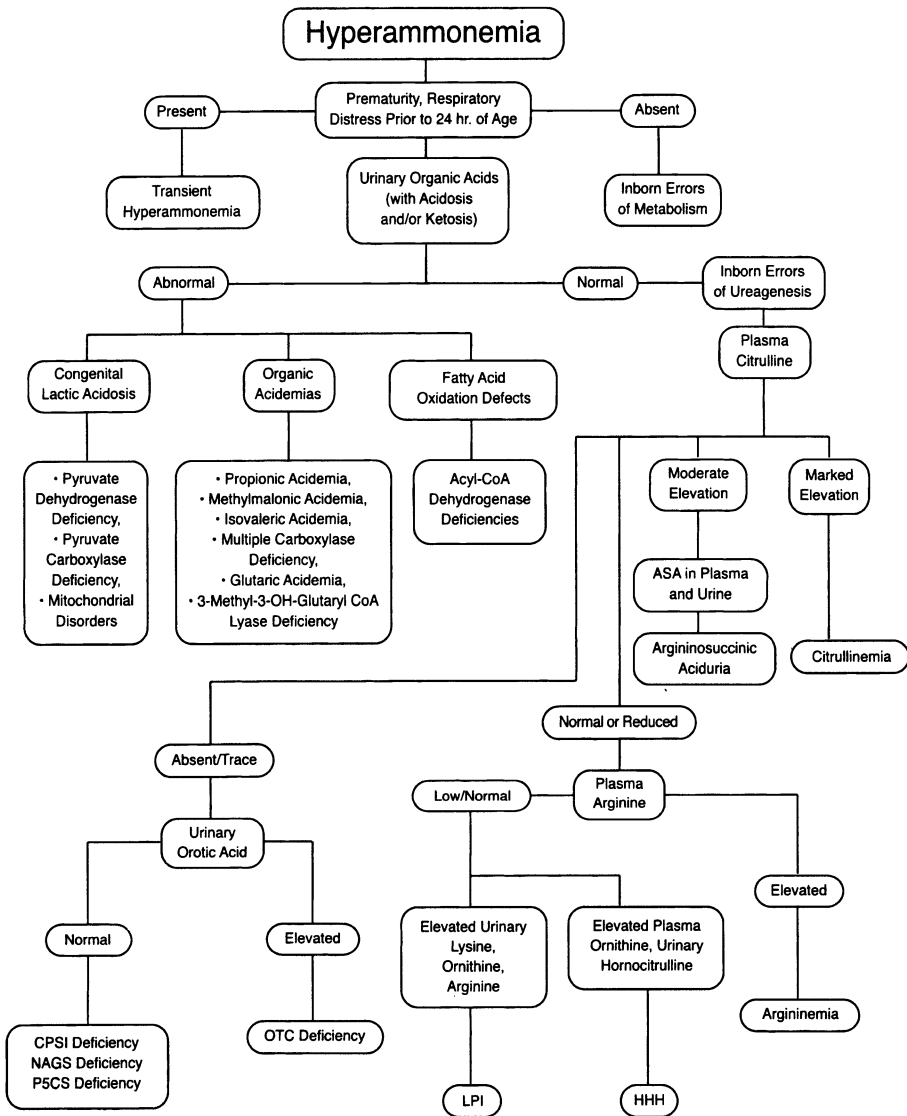 Hyperammonemia
Present
Prematurity, Respiratory
Distress Prior to 24 hr. of Age
Absent
Transient
Hyperammonemia
Urinary Organic Acids
(with Acidosis
and/or Ketosis)
Inborn Errors
of Metabolism
Abnormal
Normal
Inborn Errors
of Ureagenesis
Plasma
Citrulline
Congenital
Lactic Acidosis
Organic
Acidemias
Fatty Acid
Oxidation Defects
• Pyruvate
Dehydrogenase
Deficiency,
• Pyruvate
Carboxylase
Deficiency,
• Mitochondrial
Disorders
• Propionic Acidemia,
• Methylmalonic Acidemia,
• Isovaleric Acidemia,
• Multiple Carboxylase
Deficiency,
• Glutaric Acidemia,
• 3-Methyl-3-OH-Glutaryl CoA
Lyase Deficiency
Acyl-CoA
Dehydrogenase
Deficiencies
Moderate
Elevation
Marked
Elevation
ASA in Plasma
and Urine
Argininosuccinic
Aciduria
Citrullinemia
Normal or Reduced
Absent/Trace
Plasma
Arginine
Low/Normal
Urinary
Orotic Acid
Elevated
Normal
Elevated
Elevated Urinary
Lysine,
Ornithine,
Arginine
Elevated Plasma
Ornithine, Urinary
Hornocitrulline
Argininemia
CPSI Deficiency
NAGS Deficiency
P5CS Deficiency
OTC Deficiency
LPI
HHH